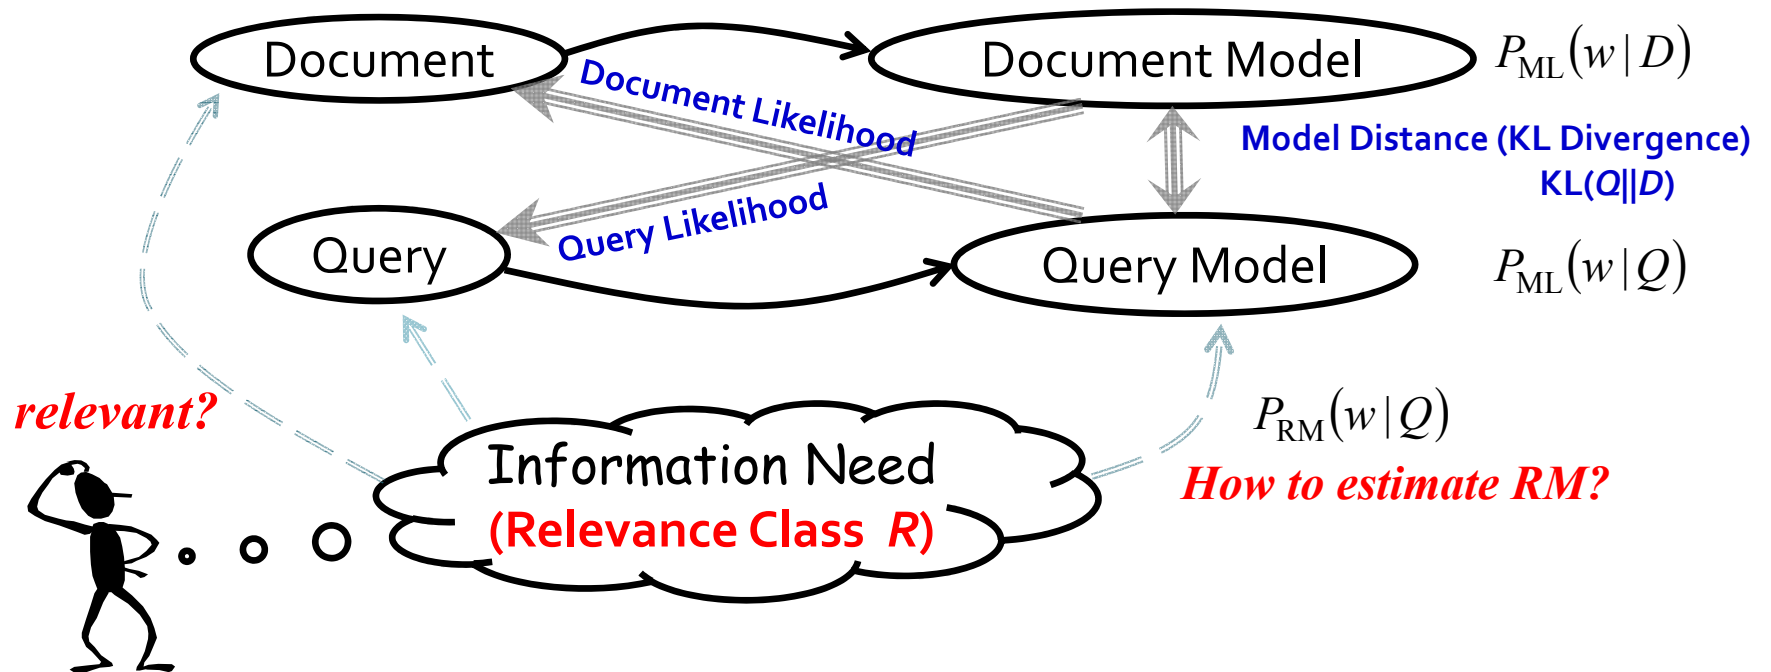 Document
Document Model
P_ML(w | D)
Document Likelihood
Model Distance (KL Divergence)
KL(Q||D)
Query Likelihood
Query
Query Model
P_ML(w | Q)
relevant?
P_RM(w | Q)
Information Need
(Relevance Class R)
How to estimate RM?